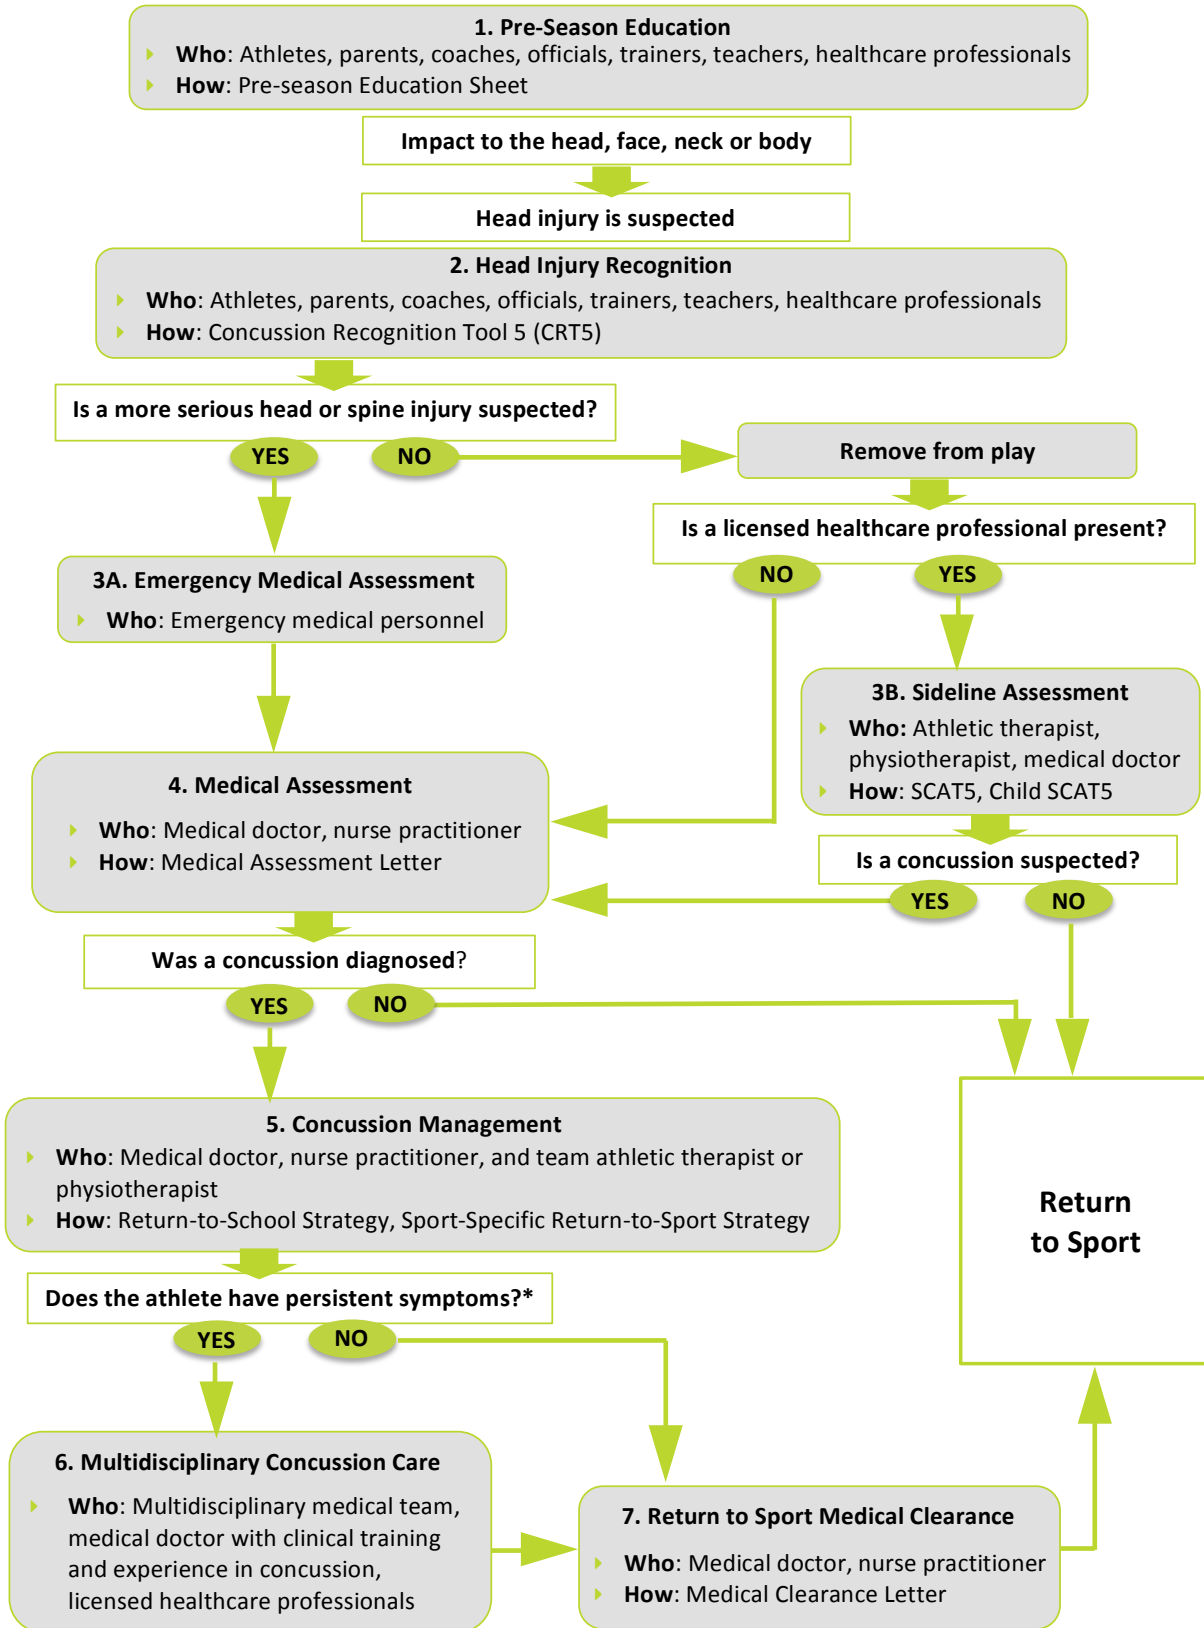 1. Pre-Season Education
Who: Athletes, parents, coaches, officials, trainers, teachers, healthcare professionals
How: Pre-season Education Sheet
Impact to the head, face, neck or body
Head injury is suspected
2. Head Injury Recognition
Who: Athletes, parents, coaches, officials, trainers, teachers, healthcare professionals
How: Concussion Recognition Tool 5 (CRT5)
Is a more serious head or spine injury suspected?
YES
NO
Remove from play
Is a licensed healthcare professional present?
NO
YES
3A. Emergency Medical Assessment
Who: Emergency medical personnel
3B. Sideline Assessment
Who: Athletic therapist,
physiotherapist, medical doctor
How: SCAT5, Child SCAT5
4. Medical Assessment
Who: Medical doctor, nurse practitioner
How: Medical Assessment Letter
Is a concussion suspected?
YES
NO
Was a concussion diagnosed?
YES
NO
5. Concussion Management
Who: Medical doctor, nurse practitioner, and team athletic therapist or
physiotherapist
How: Return-to-School Strategy, Sport-Specific Return-to-Sport Strategy
Return
to Sport
Does the athlete have persistent symptoms?*
YES
NO
6. Multidisciplinary Concussion Care
Who: Multidisciplinary medical team,
medical doctor with clinical training
and experience in concussion,
licensed healthcare professionals
7. Return to Sport Medical Clearance
Who: Medical doctor, nurse practitioner
How: Medical Clearance Letter